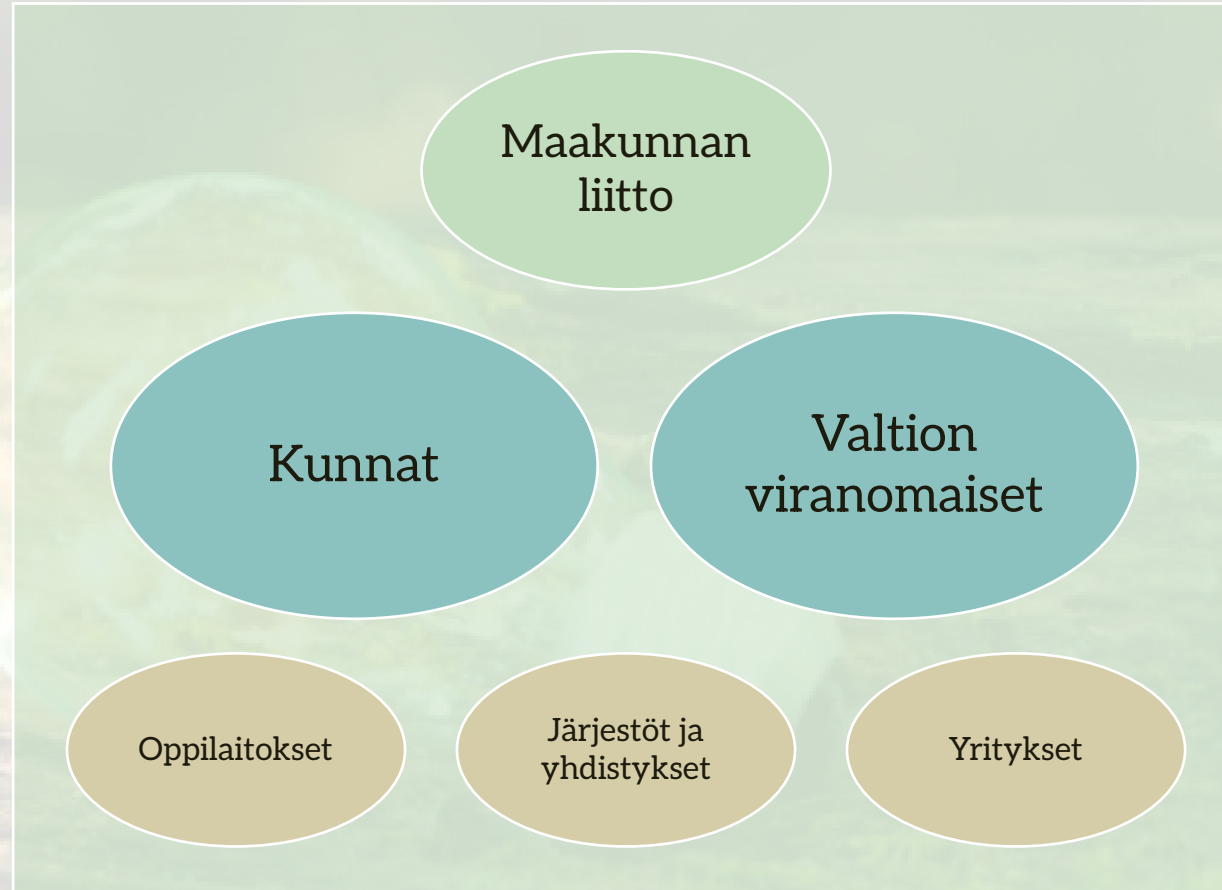 Maakunnan
liitto
Kunnat
Valtion
viranomaiset
Oppilaitokset
Järjestöt ja
yhdistykset
Yritykset